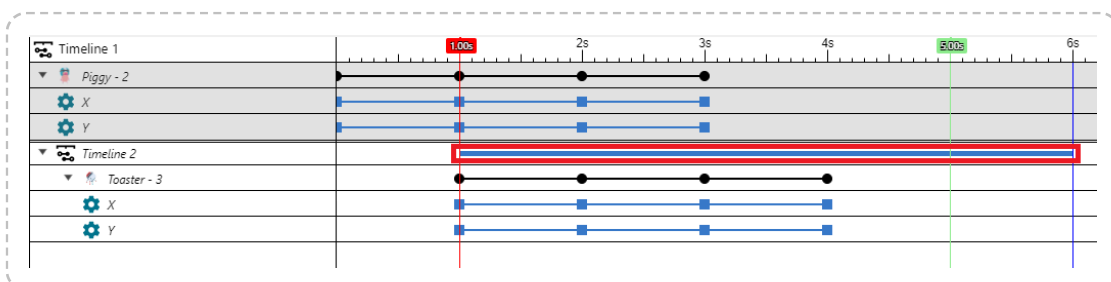 Timeline 1 1.00s 2s 3s 4s 5.00s 6s
Piggy - 2
X
Y
Timeline 2
Toaster - 3
X
Y